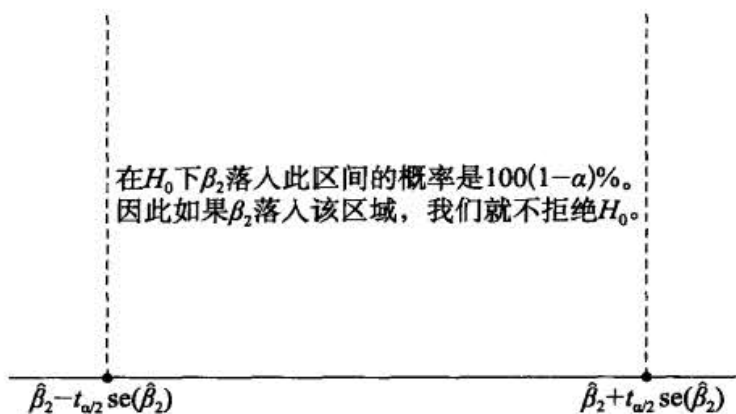 在H₀下β₂落入此区间的概率是100(1−α)%。
因此如果β₂落入该区域，我们就不拒绝H₀。
β̂₂−t_{α/2} se(β̂₂)
β̂₂+t_{α/2} se(β̂₂)